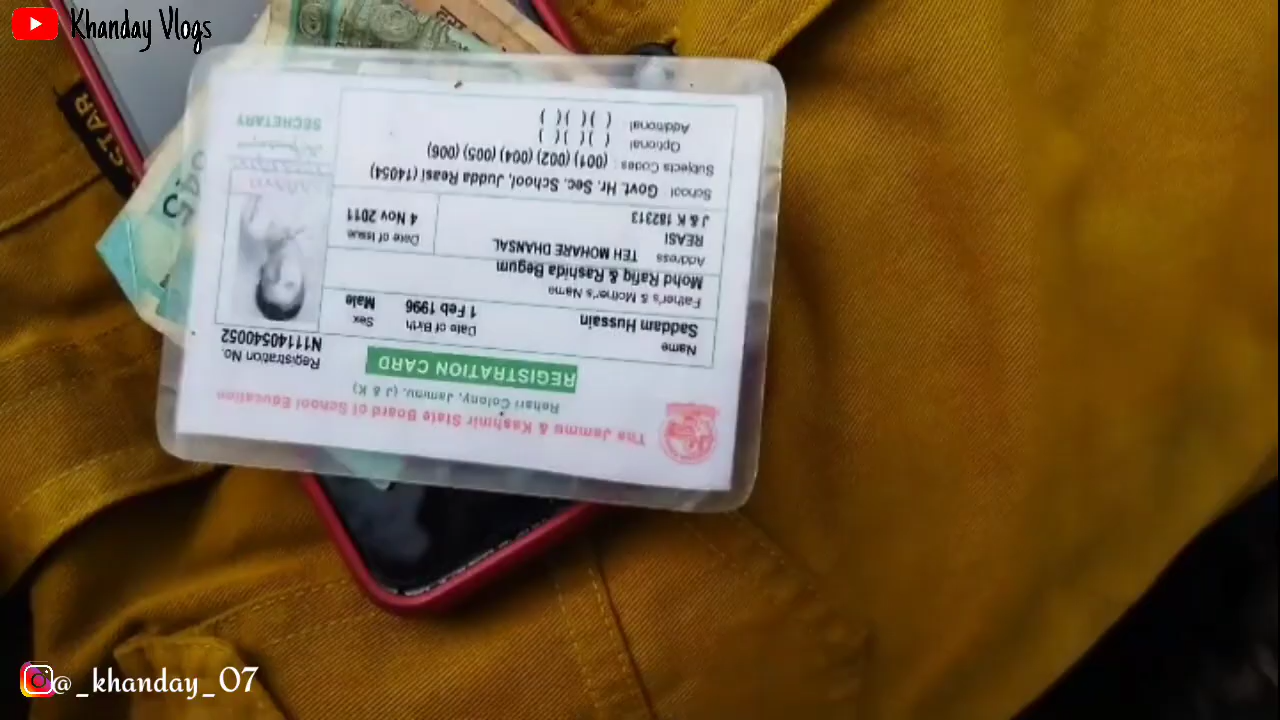 Khanday Vlogs
STAR
The Jammu & Kashmir State Board of School Education
Rehari Colony, Jammu, (J & K)
REGISTRATION CARD
Registration No.
N11140540052
Name
Saddam Hussain
Date of Birth
1 Feb 1996
Sex
Male
Father's & Mother's Name
Mohd Rafiq & Rashida Begum
Address TEH MOHARE DHANSAL
REASI
J & K 182313
Date of Issue
4 Nov 2011
School Govt. Hr. Sec. School, Judda Reasi (14054)
Subjects Codes : (001) (002) (004) (005) (006)
Optional : ( ) ( ) ( )
Additional : ( ) ( ) ( )
SECRETARY
@_khanday_07